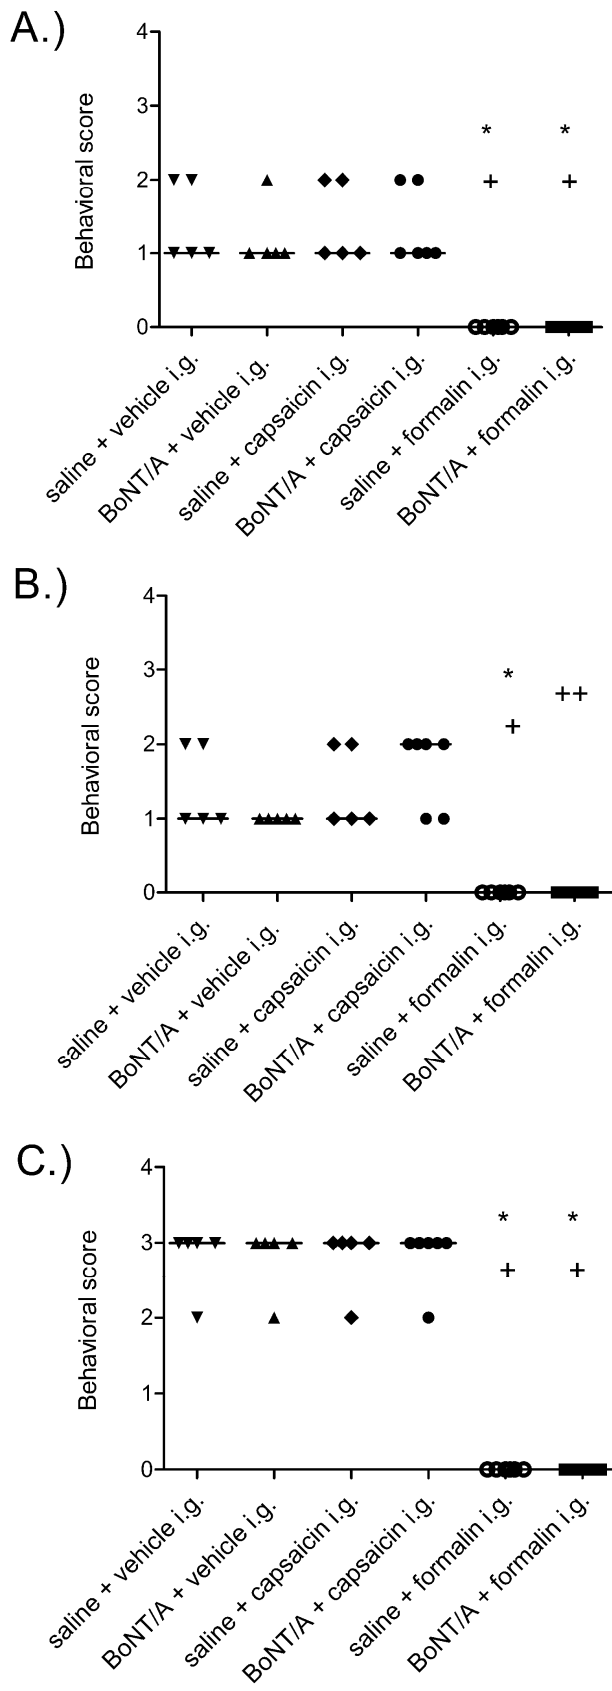 A.)
Behavioral score
4
3
2
1
0
*
*
+
+
saline + vehicle i.g.
BoNT/A + vehicle i.g.
saline + capsaicin i.g.
BoNT/A + capsaicin i.g.
saline + formalin i.g.
BoNT/A + formalin i.g.
B.)
Behavioral score
4
3
2
1
0
*
++
+
saline + vehicle i.g.
BoNT/A + vehicle i.g.
saline + capsaicin i.g.
BoNT/A + capsaicin i.g.
saline + formalin i.g.
BoNT/A + formalin i.g.
C.)
Behavioral score
4
3
2
1
0
*
*
+
+
saline + vehicle i.g.
BoNT/A + vehicle i.g.
saline + capsaicin i.g.
BoNT/A + capsaicin i.g.
saline + formalin i.g.
BoNT/A + formalin i.g.